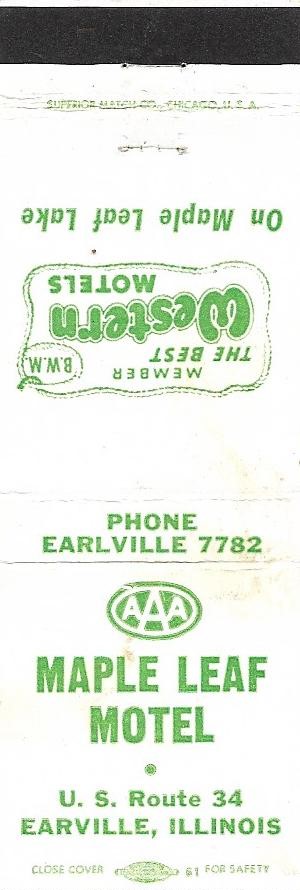 SUPERIOR MATCH CO., CHICAGO, U. S. A.
On Maple Leaf Lake
MEMBER
THE BEST
Western
MOTELS
B.W.M.
PHONE
EARLVILLE 7782
AAA
MAPLE LEAF
MOTEL
U. S. Route 34
EARVILLE, ILLINOIS
CLOSE COVER 61 FOR SAFETY